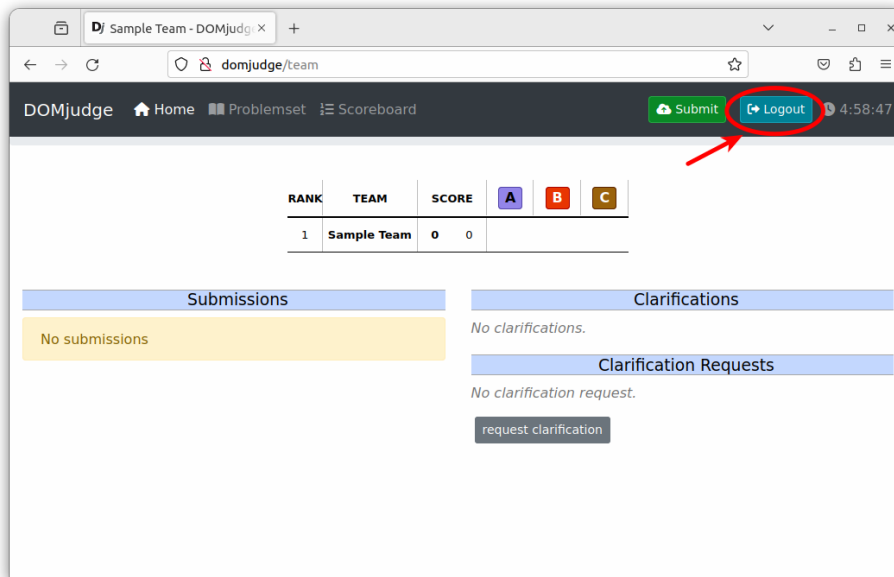 Dj Sample Team - DOMjudg
domjudge/team
DOMjudge Home Problemset Scoreboard Submit Logout 4:58:47
RANK TEAM SCORE A B C
1 Sample Team 0 0
Submissions
No submissions
Clarifications
No clarifications.
Clarification Requests
No clarification request.
request clarification